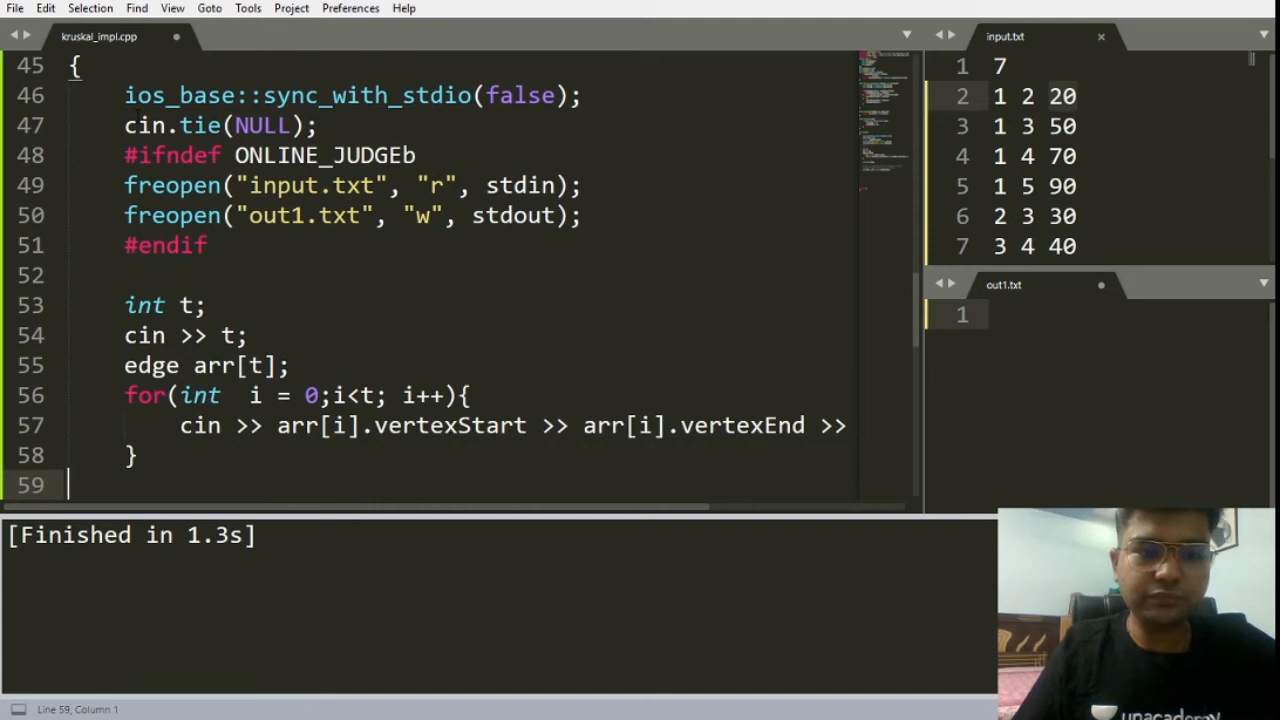 File Edit Selection Find View Goto Tools Project Preferences Help
kruskal_impl.cpp
45 {
46 ios_base::sync_with_stdio(false);
47 cin.tie(NULL);
48 #ifndef ONLINE_JUDGEb
49 freopen("input.txt", "r", stdin);
50 freopen("out1.txt", "w", stdout);
51 #endif
52
53 int t;
54 cin >> t;
55 edge arr[t];
56 for(int  i = 0;i<t; i++){
57 cin >> arr[i].vertexStart >> arr[i].vertexEnd >>
58 }
59
input.txt
1 7
2 1 2 20
3 1 3 50
4 1 4 70
5 1 5 90
6 2 3 30
7 3 4 40
out1.txt
1
[Finished in 1.3s]
unacademy
Line 59, Column 1